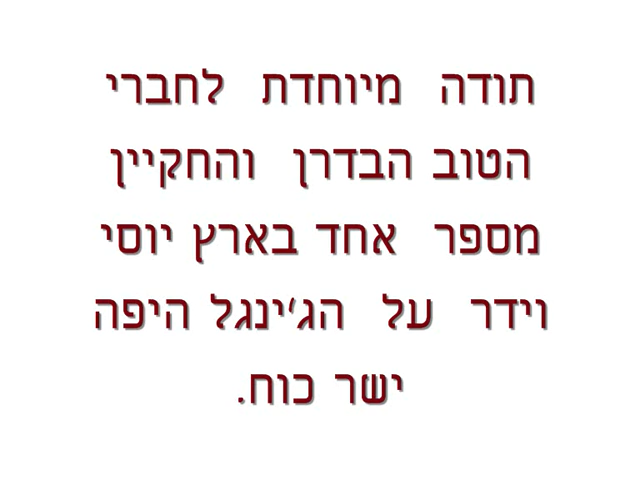 תודה מיוחדת לחברי
הטוב הבדרן והחקיין
מספר אחד בארץ יוסי
וידר על הג'ינגל היפה
ישר כוח.